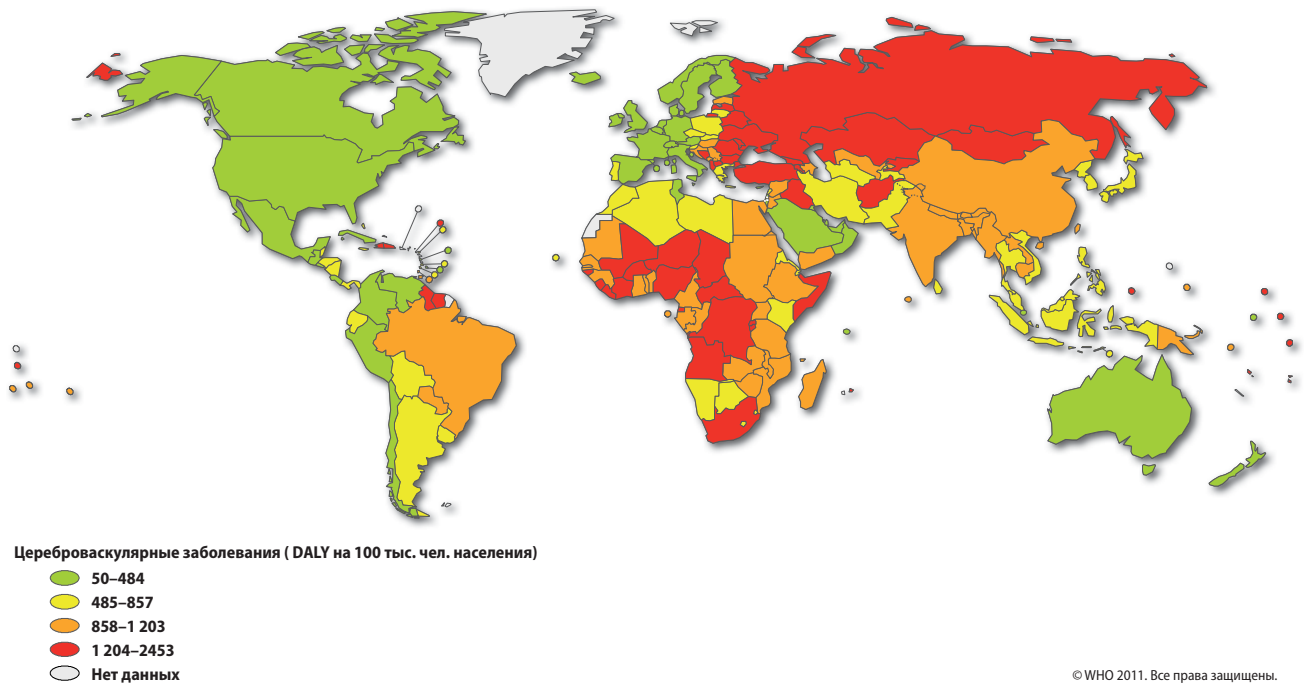 Цереброваскулярные заболевания ( DALY на 100 тыс. чел. населения)
50–484
485–857
858–1 203
1 204–2453
Нет данных
© WHO 2011. Все права защищены.